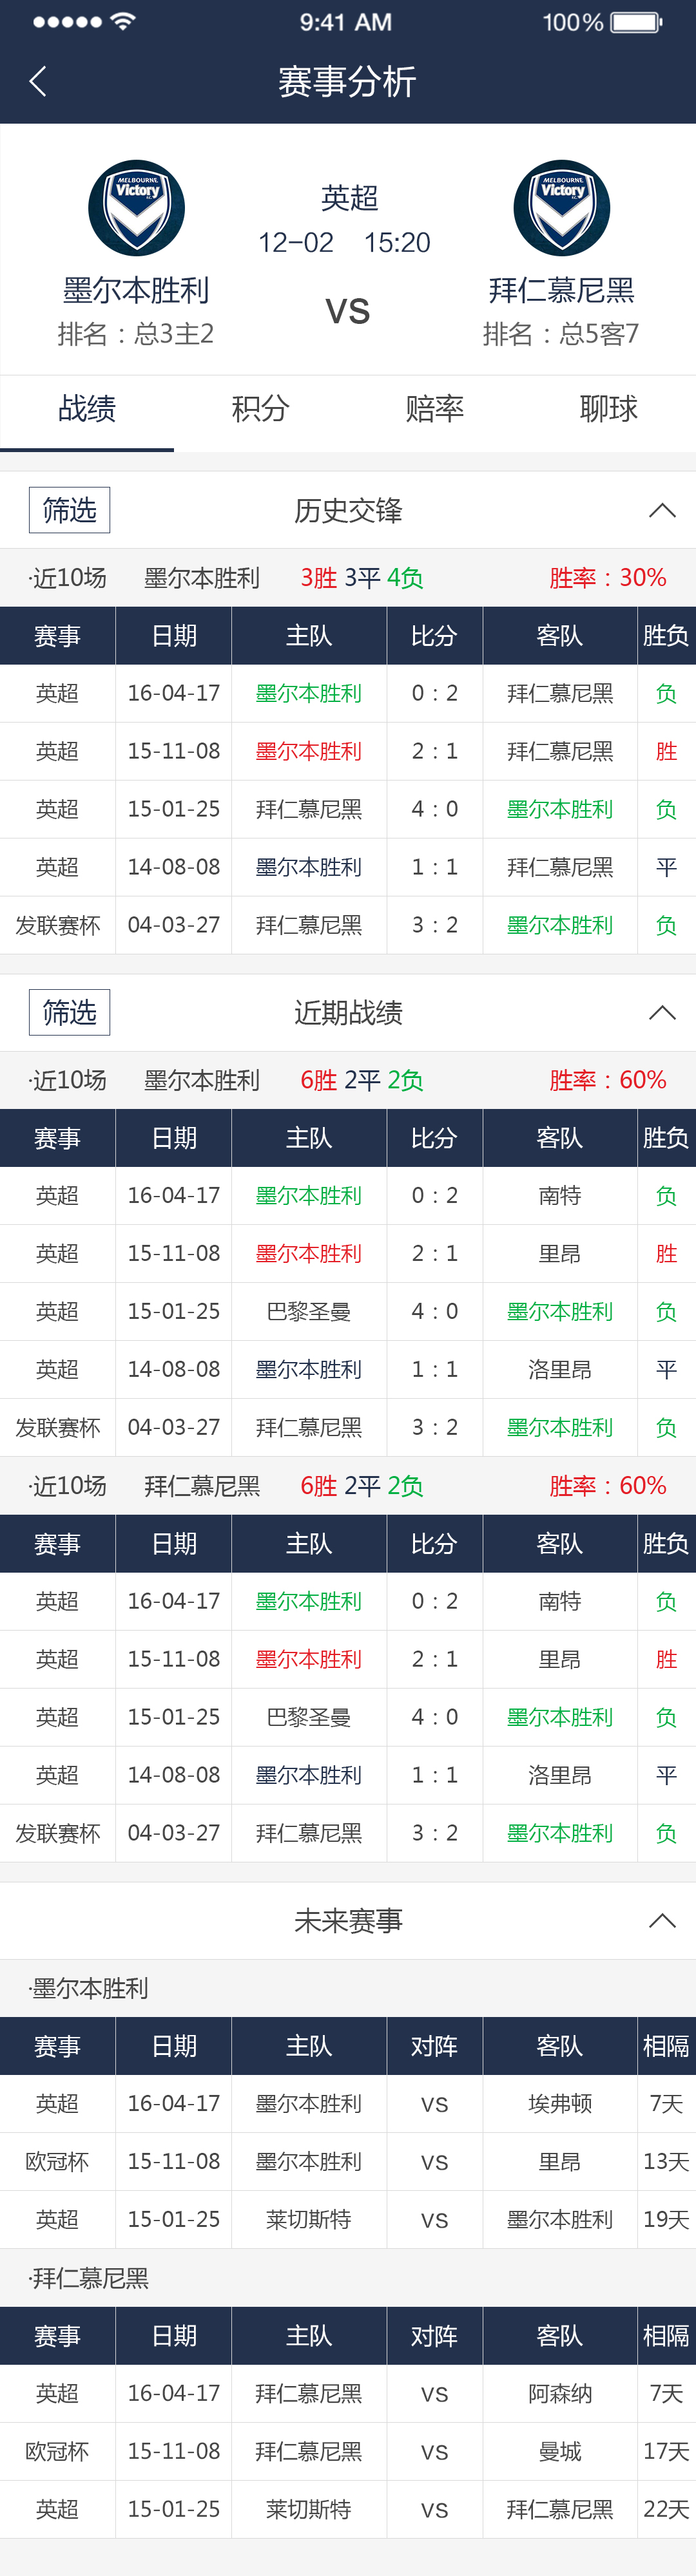 9:41 AM 100%
赛事分析
MELBOURNE Victory MELBOURNE Victory
英超
12-02 15:20
墨尔本胜利 VS 拜仁慕尼黑
排名：总3主2 排名：总5客7
战绩 积分 赔率 聊球
筛选 历史交锋
·近10场 墨尔本胜利 3胜 3平 4负 胜率：30%
赛事 日期 主队 比分 客队 胜负
英超 16-04-17 墨尔本胜利 0：2 拜仁慕尼黑 负
英超 15-11-08 墨尔本胜利 2：1 拜仁慕尼黑 胜
英超 15-01-25 拜仁慕尼黑 4：0 墨尔本胜利 负
英超 14-08-08 墨尔本胜利 1：1 拜仁慕尼黑 平
发联赛杯 04-03-27 拜仁慕尼黑 3：2 墨尔本胜利 负
筛选 近期战绩
·近10场 墨尔本胜利 6胜 2平 2负 胜率：60%
赛事 日期 主队 比分 客队 胜负
英超 16-04-17 墨尔本胜利 0：2 南特 负
英超 15-11-08 墨尔本胜利 2：1 里昂 胜
英超 15-01-25 巴黎圣曼 4：0 墨尔本胜利 负
英超 14-08-08 墨尔本胜利 1：1 洛里昂 平
发联赛杯 04-03-27 拜仁慕尼黑 3：2 墨尔本胜利 负
·近10场 拜仁慕尼黑 6胜 2平 2负 胜率：60%
赛事 日期 主队 比分 客队 胜负
英超 16-04-17 墨尔本胜利 0：2 南特 负
英超 15-11-08 墨尔本胜利 2：1 里昂 胜
英超 15-01-25 巴黎圣曼 4：0 墨尔本胜利 负
英超 14-08-08 墨尔本胜利 1：1 洛里昂 平
发联赛杯 04-03-27 拜仁慕尼黑 3：2 墨尔本胜利 负
未来赛事
·墨尔本胜利
赛事 日期 主队 对阵 客队 相隔
英超 16-04-17 墨尔本胜利 VS 埃弗顿 7天
欧冠杯 15-11-08 墨尔本胜利 VS 里昂 13天
英超 15-01-25 莱切斯特 VS 墨尔本胜利 19天
·拜仁慕尼黑
赛事 日期 主队 对阵 客队 相隔
英超 16-04-17 拜仁慕尼黑 VS 阿森纳 7天
欧冠杯 15-11-08 拜仁慕尼黑 VS 曼城 17天
英超 15-01-25 莱切斯特 VS 拜仁慕尼黑 22天